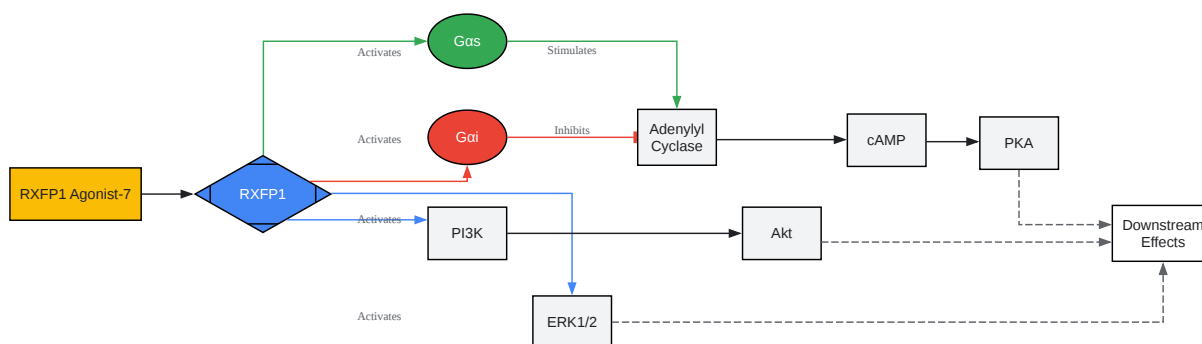 Gαs
Activates
Stimulates
Gαi
Activates
Inhibits
Adenylyl
Cyclase
cAMP
PKA
RXFP1 Agonist-7
RXFP1
Activates
PI3K
Akt
Downstream
Effects
Activates
ERK1/2